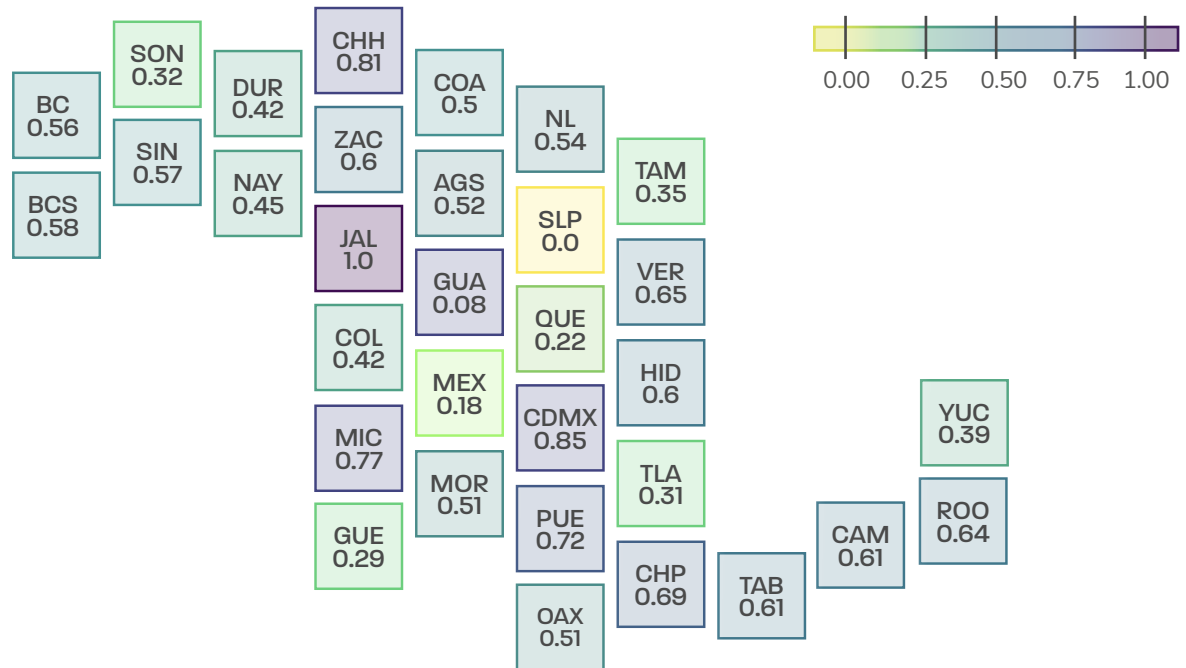 CHH
0.81
SON
0.32
COA
0.5
DUR
0.42
BC
0.56
NL
0.54
ZAC
0.6
SIN
0.57
TAM
0.35
AGS
0.52
NAY
0.45
BCS
0.58
SLP
0.0
JAL
1.0
VER
0.65
GUA
0.08
QUE
0.22
COL
0.42
HID
0.6
MEX
0.18
YUC
0.39
CDMX
0.85
MIC
0.77
TLA
0.31
MOR
0.51
ROO
0.64
PUE
0.72
CAM
0.61
GUE
0.29
CHP
0.69
TAB
0.61
OAX
0.51
0.00 0.25 0.50 0.75 1.00